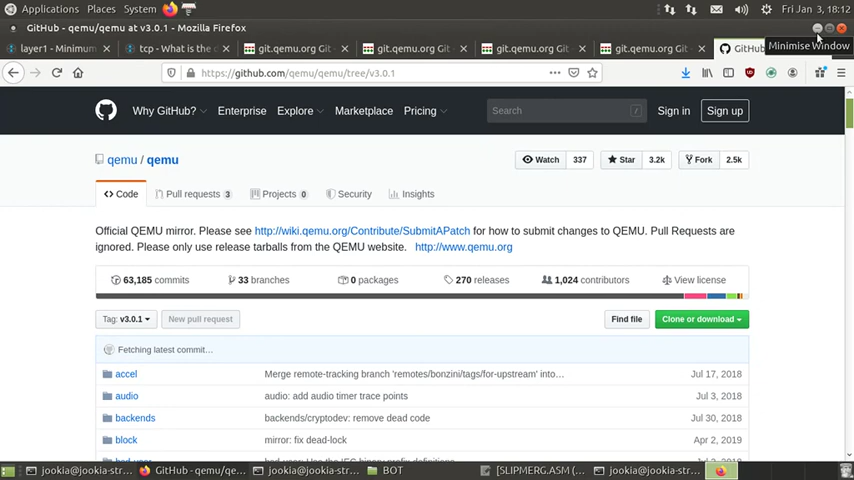 Applications Places System Fri Jan 3, 18:12
GitHub - qemu/qemu at v3.0.1 - Mozilla Firefox
layer1 - Minimum tcp - What is the d git.qemu.org Git git.qemu.org Git git.qemu.org Git git.qemu.org Git GitHub
Minimise Window
https://github.com/qemu/qemu/tree/v3.0.1
Why GitHub? Enterprise Explore Marketplace Pricing Search / Sign in Sign up
qemu / qemu Watch 337 Star 3.2k Fork 2.5k
Code Pull requests 3 Projects 0 Security Insights
Official QEMU mirror. Please see http://wiki.qemu.org/Contribute/SubmitAPatch for how to submit changes to QEMU. Pull Requests are
ignored. Please only use release tarballs from the QEMU website. http://www.qemu.org
63,185 commits 33 branches 0 packages 270 releases 1,024 contributors View license
Tag: v3.0.1 New pull request Find file Clone or download
Fetching latest commit…
accel Merge remote-tracking branch 'remotes/bonzini/tags/for-upstream' into… Jul 17, 2018
audio audio: add audio timer trace points Jul 3, 2018
backends backends/cryptodev: remove dead code Jul 30, 2018
block mirror: fix dead-lock Apr 2, 2019
jookia@jookia-str... GitHub - qemu/qe... jookia@jookia-str... BOT [SLIPMERG.ASM (... jookia@jookia-str...